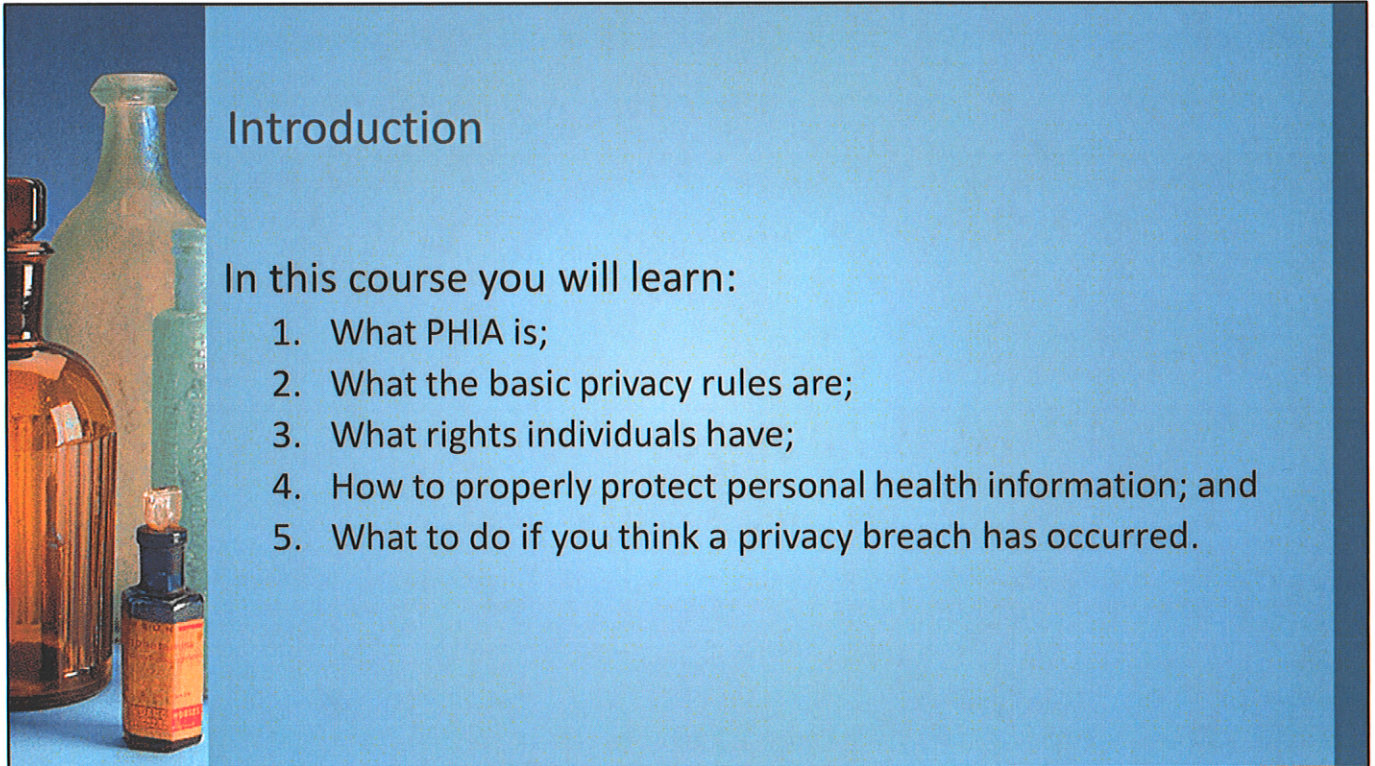 Introduction
In this course you will learn:
1. What PHIA is;
2. What the basic privacy rules are;
3. What rights individuals have;
4. How to properly protect personal health information; and
5. What to do if you think a privacy breach has occurred.